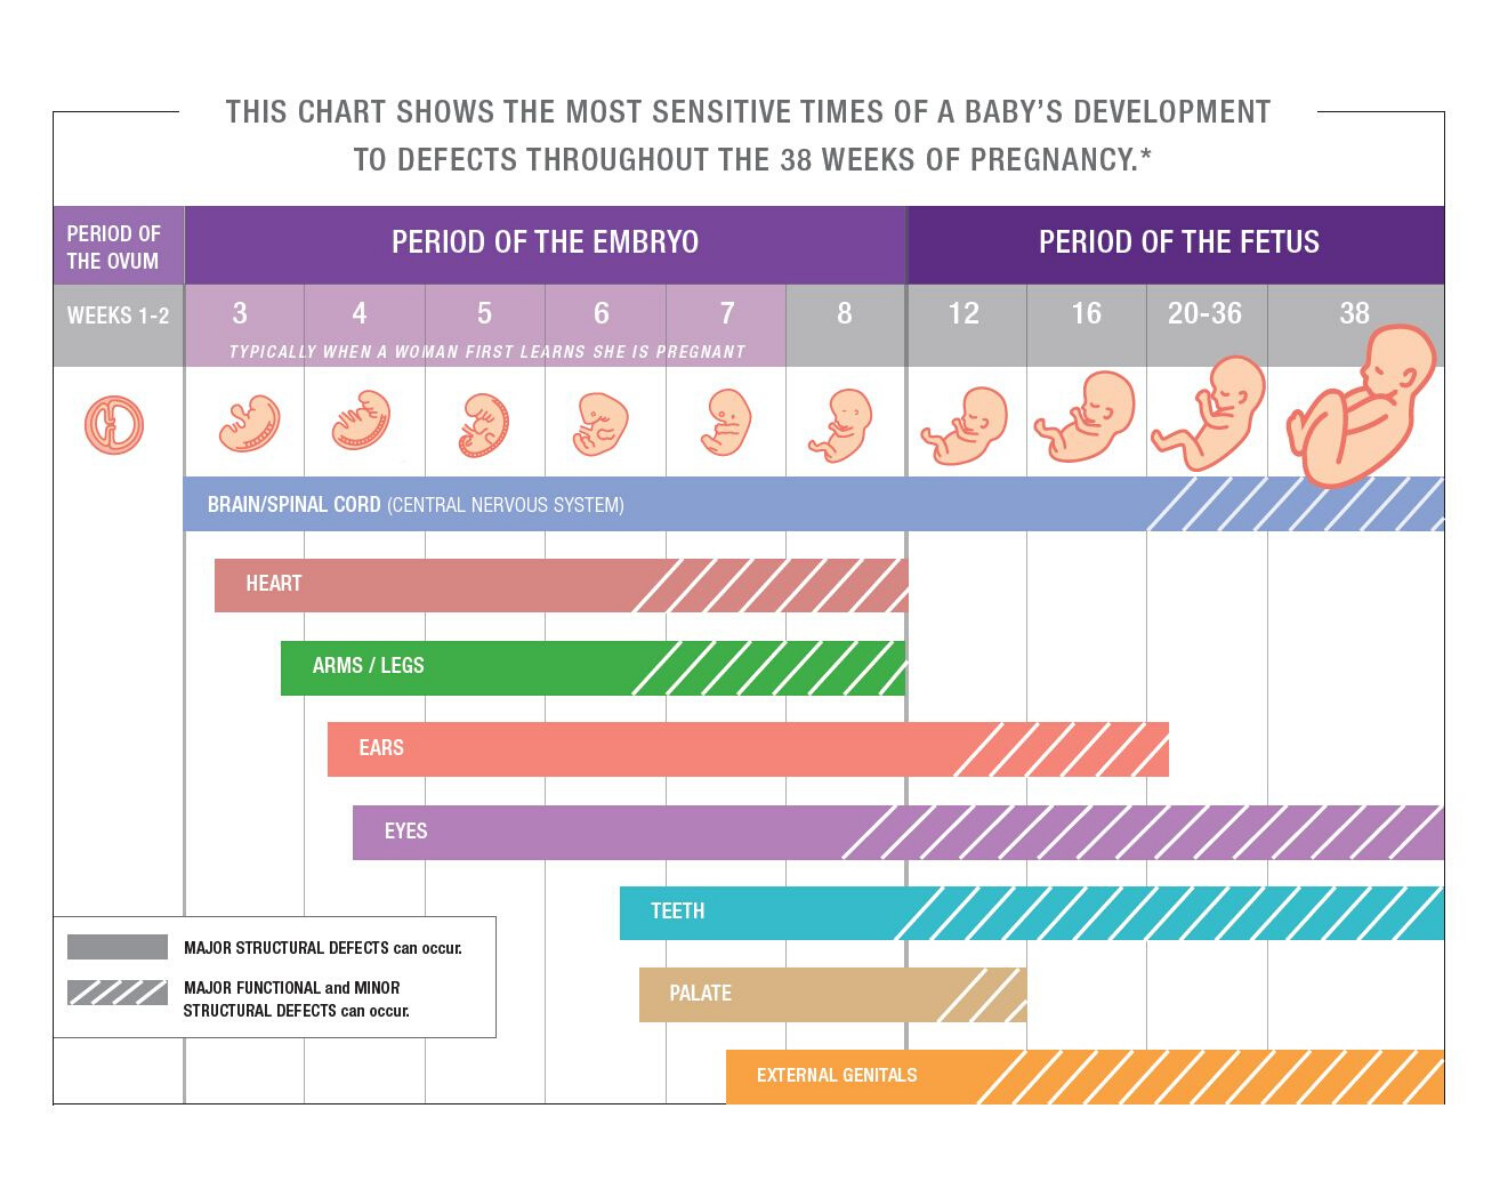 THIS CHART SHOWS THE MOST SENSITIVE TIMES OF A BABY'S DEVELOPMENT
TO DEFECTS THROUGHOUT THE 38 WEEKS OF PREGNANCY.*
PERIOD OF
THE OVUM
PERIOD OF THE EMBRYO
PERIOD OF THE FETUS
WEEKS 1-2
3
4
5
6
7
8
12
16
20-36
38
TYPICALLY WHEN A WOMAN FIRST LEARNS SHE IS PREGNANT
BRAIN/SPINAL CORD (CENTRAL NERVOUS SYSTEM)
HEART
ARMS / LEGS
EARS
EYES
TEETH
PALATE
EXTERNAL GENITALS
MAJOR STRUCTURAL DEFECTS can occur.
MAJOR FUNCTIONAL and MINOR
STRUCTURAL DEFECTS can occur.